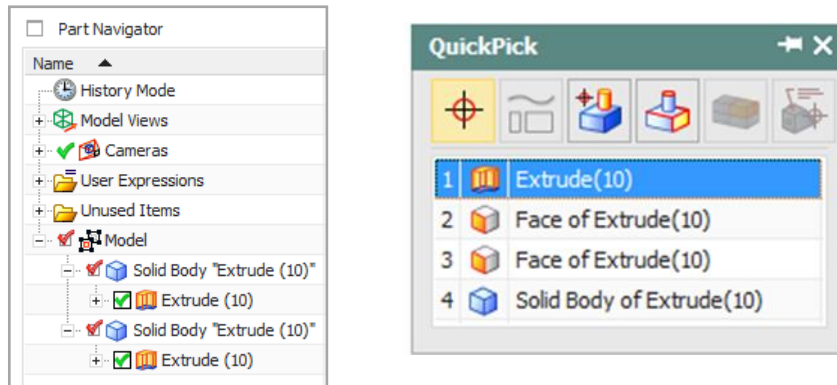 Part Navigator
Name
History Mode
Model Views
Cameras
User Expressions
Unused Items
Model
Solid Body "Extrude (10)"
Extrude (10)
Solid Body "Extrude (10)"
Extrude (10)
QuickPick
1 Extrude(10)
2 Face of Extrude(10)
3 Face of Extrude(10)
4 Solid Body of Extrude(10)